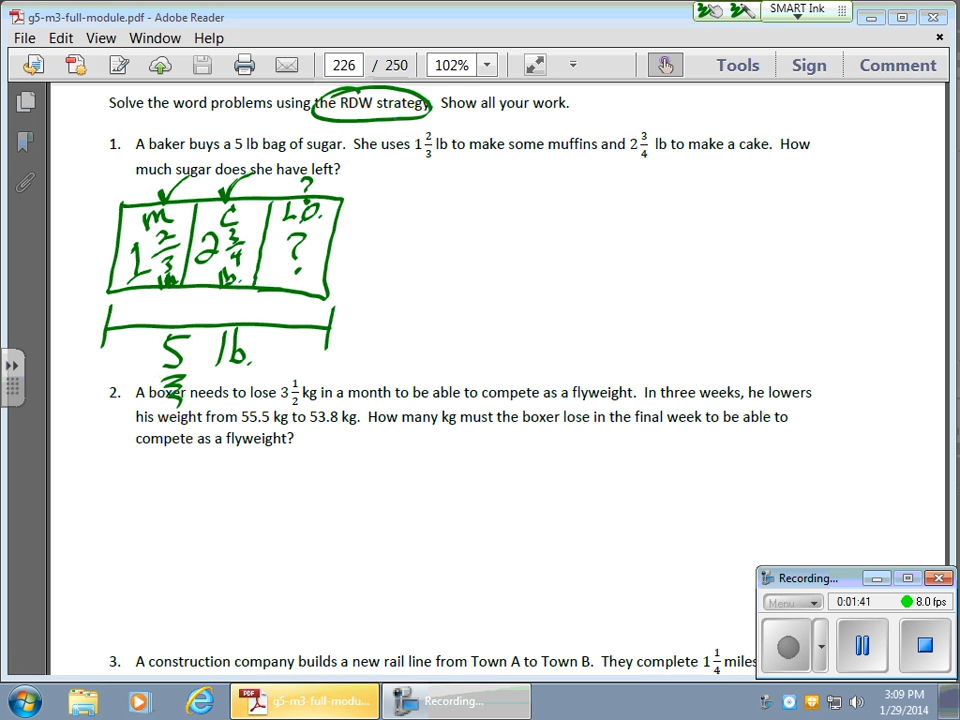 g5-m3-full-module.pdf - Adobe Reader
SMART Ink
File Edit View Window Help
226 / 250 102% Tools Sign Comment
Solve the word problems using the RDW strategy. Show all your work.
1. A baker buys a 5 lb bag of sugar. She uses 1 2/3 lb to make some muffins and 2 3/4 lb to make a cake. How
much sugar does she have left?
?
m C L.O.
1 2/3 lb 2 3/4 lb. ?
5 lb.
2. A boxer needs to lose 3 1/2 kg in a month to be able to compete as a flyweight. In three weeks, he lowers
his weight from 55.5 kg to 53.8 kg. How many kg must the boxer lose in the final week to be able to
compete as a flyweight?
Recording...
Menu 0:01:41 8.0 fps
3. A construction company builds a new rail line from Town A to Town B. They complete 1 1/4 miles
g5-m3-full-modu... Recording...
3:09 PM
1/29/2014